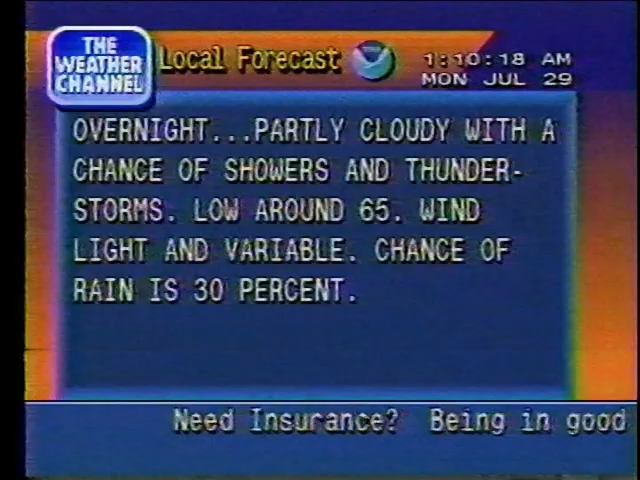 THE
WEATHER
CHANNEL
Local Forecast
1:10:18 AM
MON JUL 29
OVERNIGHT...PARTLY CLOUDY WITH A
CHANCE OF SHOWERS AND THUNDER-
STORMS. LOW AROUND 65. WIND
LIGHT AND VARIABLE. CHANCE OF
RAIN IS 30 PERCENT.
Need Insurance? Being in good